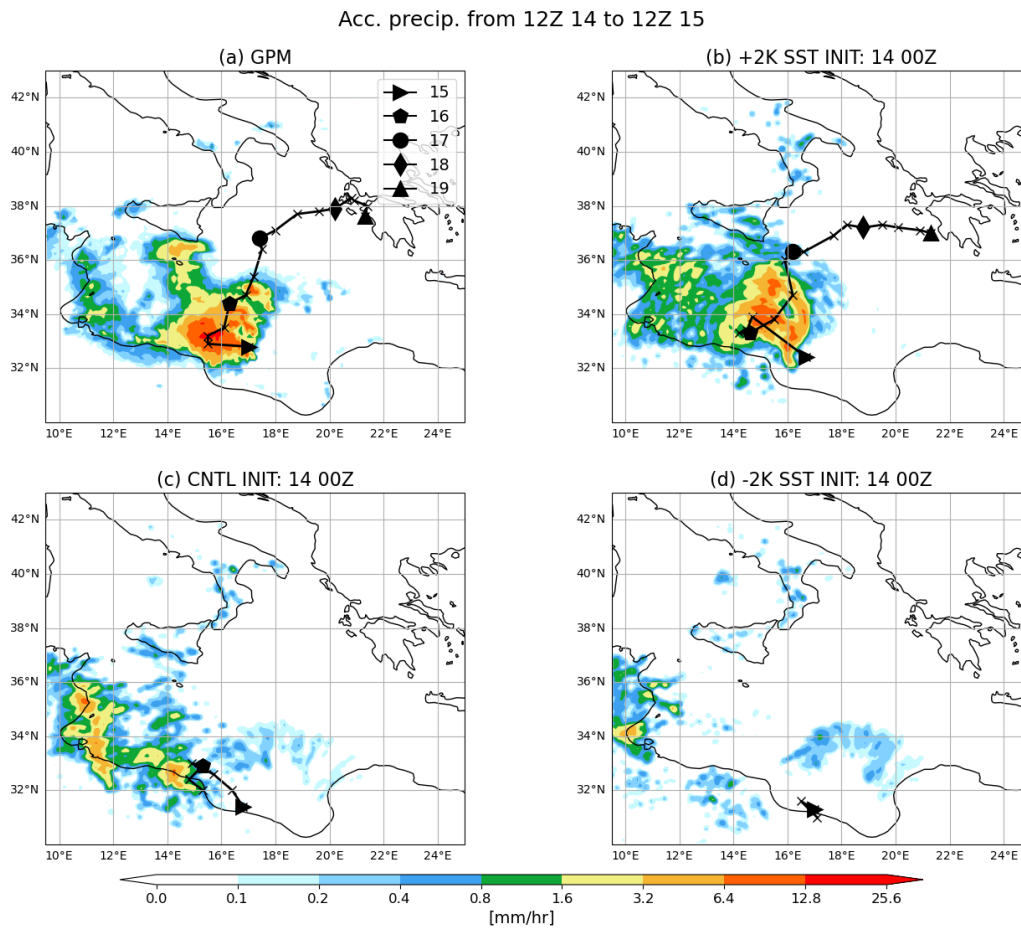 Acc. precip. from 12Z 14 to 12Z 15
(a) GPM
42°N
40°N
38°N
36°N
34°N
32°N
10°E 12°E 14°E 16°E 18°E 20°E 22°E 24°E
15
16
17
18
19
(b) +2K SST INIT: 14 00Z
42°N
40°N
38°N
36°N
34°N
32°N
10°E 12°E 14°E 16°E 18°E 20°E 22°E 24°E
(c) CNTL INIT: 14 00Z
42°N
40°N
38°N
36°N
34°N
32°N
10°E 12°E 14°E 16°E 18°E 20°E 22°E 24°E
(d) -2K SST INIT: 14 00Z
42°N
40°N
38°N
36°N
34°N
32°N
10°E 12°E 14°E 16°E 18°E 20°E 22°E 24°E
0.0 0.1 0.2 0.4 0.8 1.6 3.2 6.4 12.8 25.6
[mm/hr]